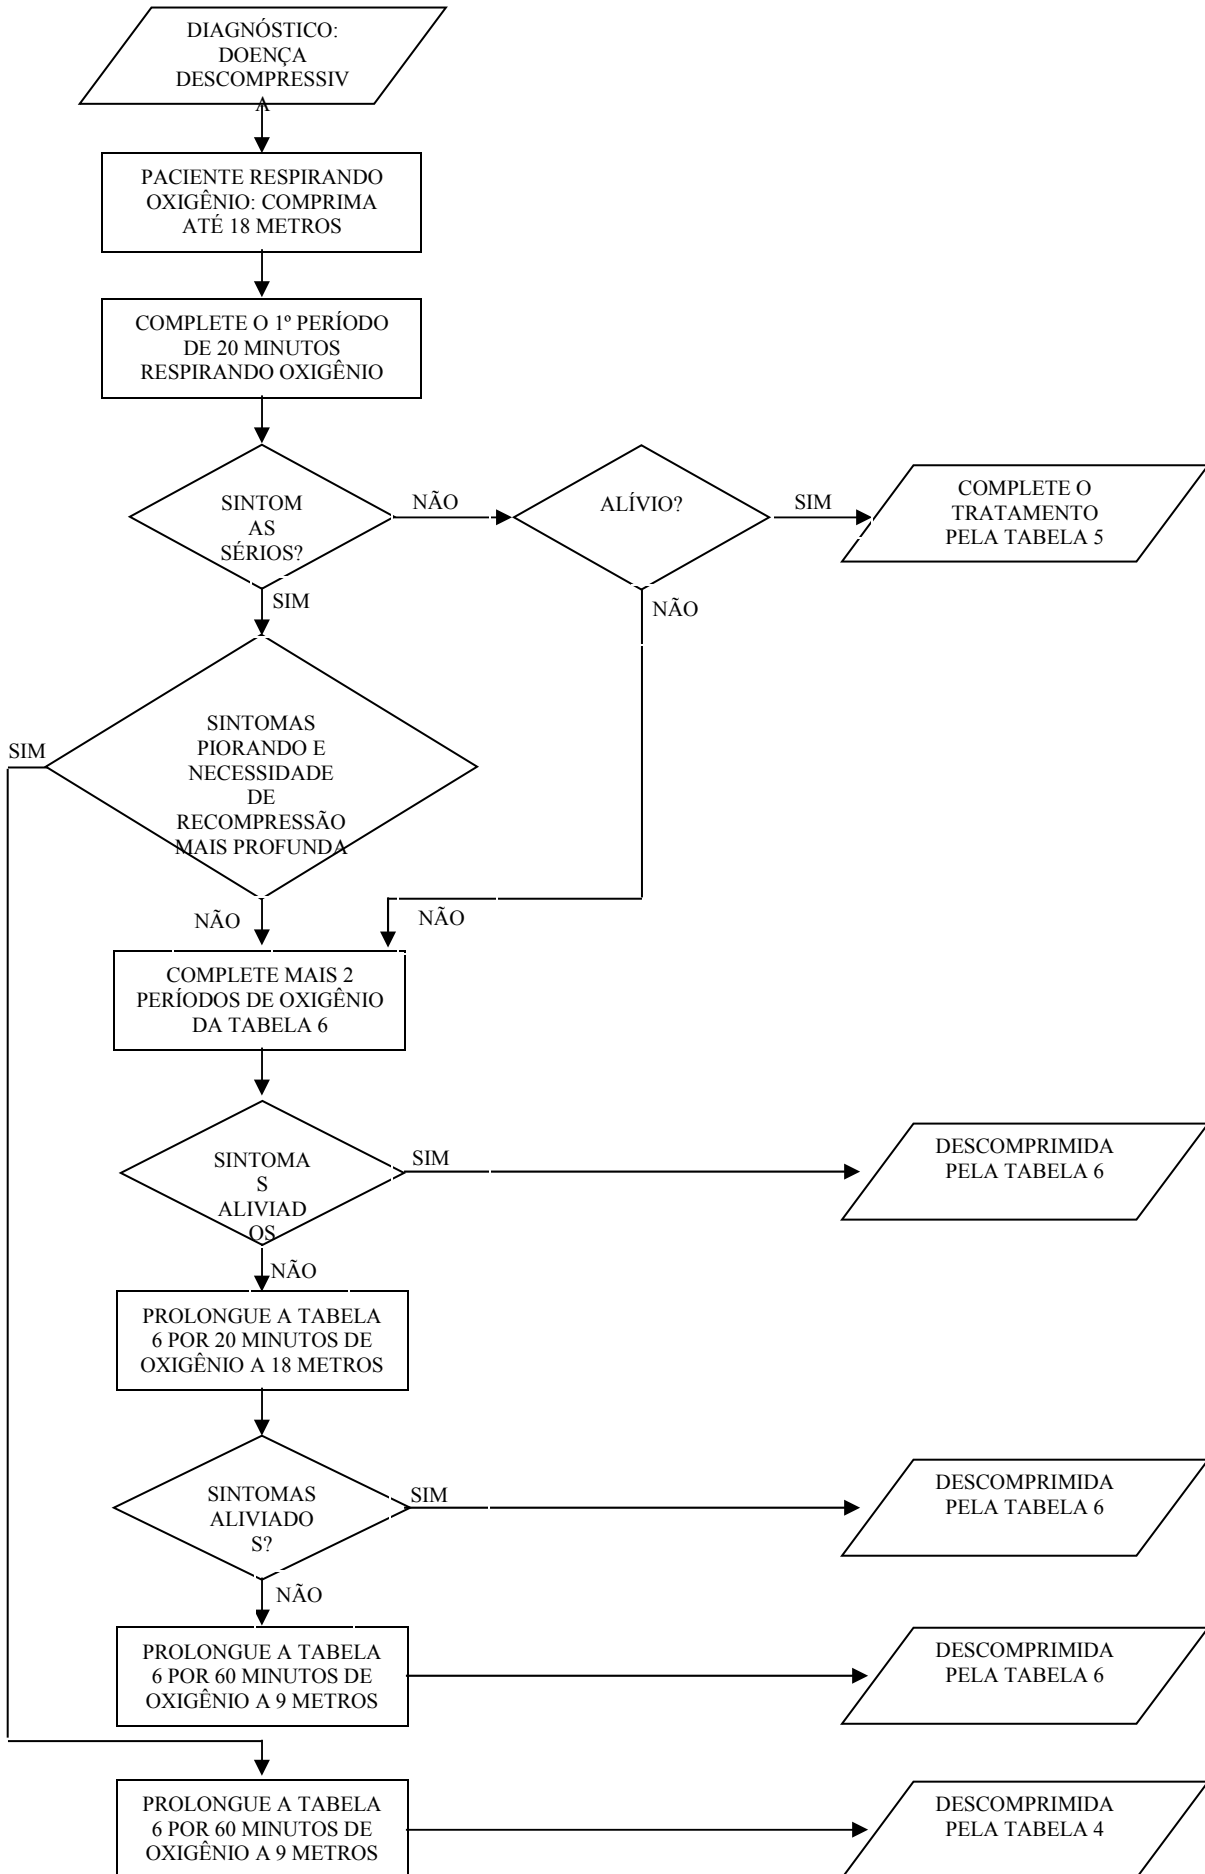 DIAGNÓSTICO:
DOENÇA
DESCOMPRESSIV
A
PACIENTE RESPIRANDO
OXIGÊNIO: COMPRIMA
ATÉ 18 METROS
COMPLETE O 1º PERÍODO
DE 20 MINUTOS
RESPIRANDO OXIGÊNIO
SINTOM
AS
SÉRIOS?
NÃO
ALÍVIO?
SIM
COMPLETE O
TRATAMENTO
PELA TABELA 5
SIM
NÃO
SINTOMAS
PIORANDO E
NECESSIDADE
DE
RECOMPRESSÃO
MAIS PROFUNDA
SIM
NÃO
NÃO
COMPLETE MAIS 2
PERÍODOS DE OXIGÊNIO
DA TABELA 6
SINTOMA
S
ALIVIAD
OS
SIM
DESCOMPRIMIDA
PELA TABELA 6
NÃO
PROLONGUE A TABELA
6 POR 20 MINUTOS DE
OXIGÊNIO A 18 METROS
SINTOMAS
ALIVIADO
S?
SIM
DESCOMPRIMIDA
PELA TABELA 6
NÃO
PROLONGUE A TABELA
6 POR 60 MINUTOS DE
OXIGÊNIO A 9 METROS
DESCOMPRIMIDA
PELA TABELA 6
PROLONGUE A TABELA
6 POR 60 MINUTOS DE
OXIGÊNIO A 9 METROS
DESCOMPRIMIDA
PELA TABELA 4